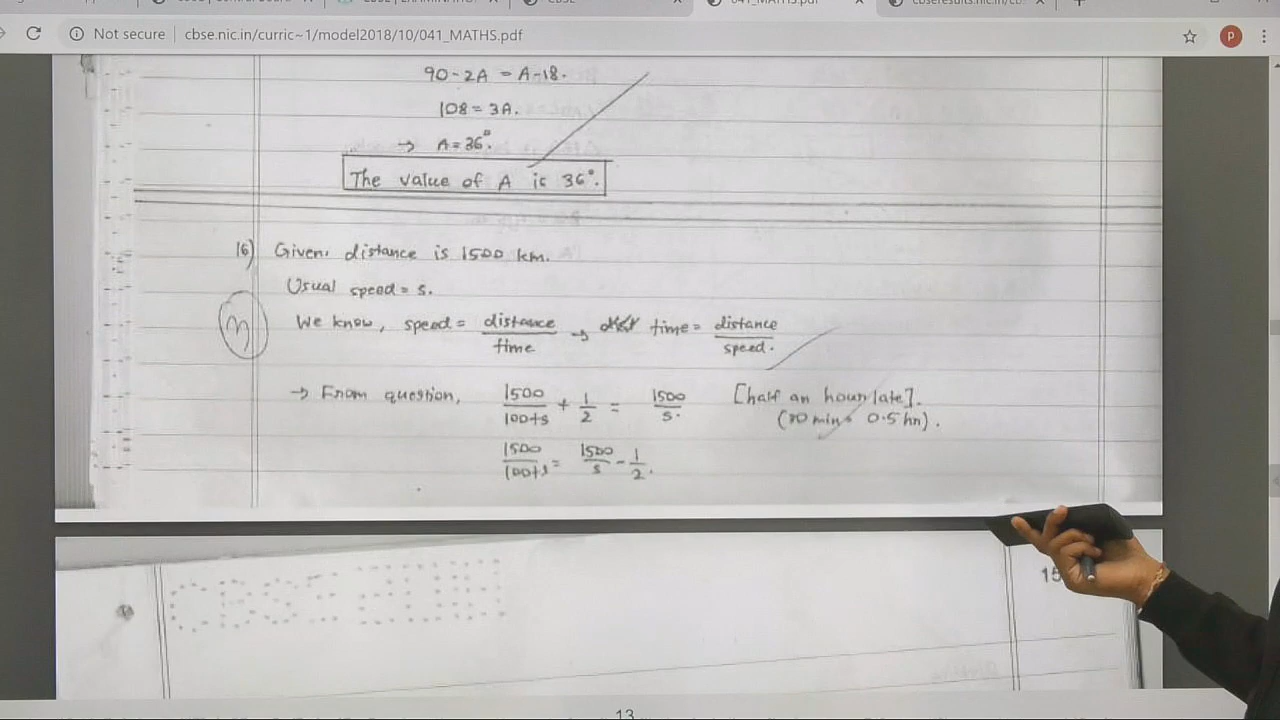 041_MATHS.pdf
Not secure cbse.nic.in/curric~1/model2018/10/041_MATHS.pdf P
90-2A = A-18.
108 = 3A.
→ A = 36°.
The value of A is 36°.
16) Given, distance is 1500 km.
Usual speed = s.
We know, speed = distance/time → time = distance/speed.
→ From question, 1500/100+s + 1/2 = 1500/s. [half an hour late].
(30 min = 0.5 hr).
1500/100+s = 1500/s - 1/2.
CBSE
15
13